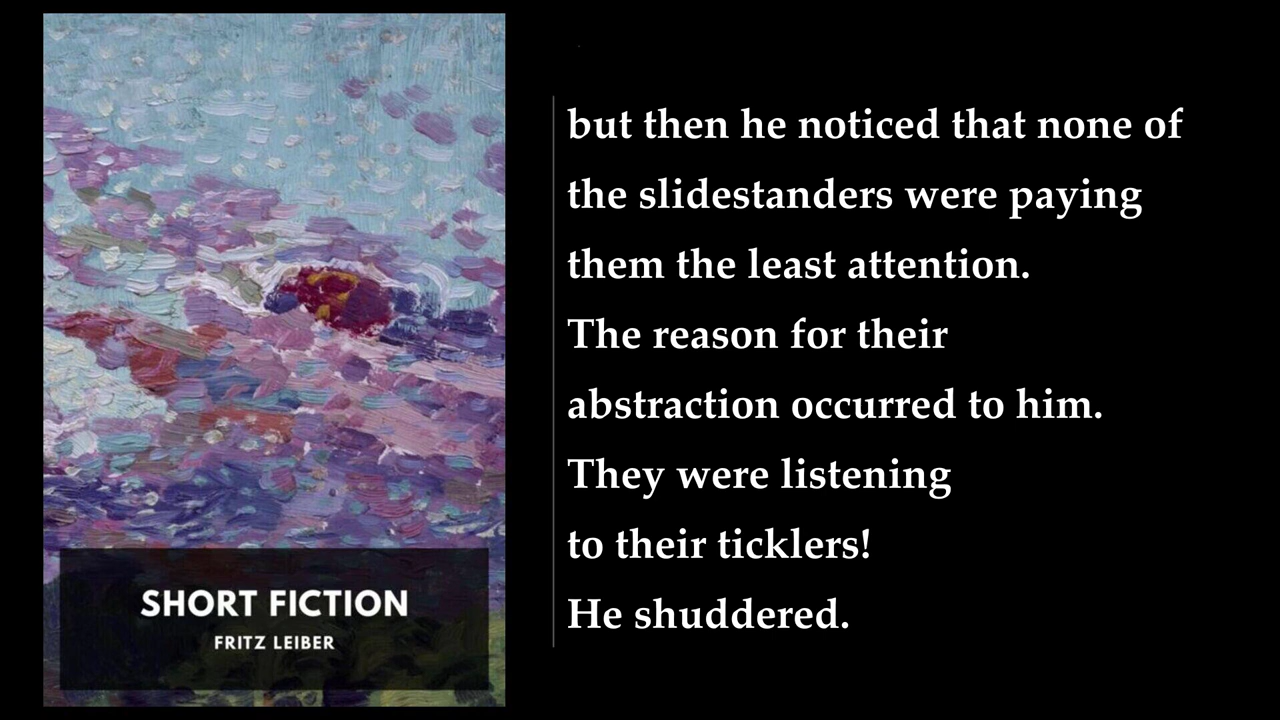 SHORT FICTION
FRITZ LEIBER
but then he noticed that none of
the slidestanders were paying
them the least attention.
The reason for their
abstraction occurred to him.
They were listening
to their ticklers!
He shuddered.